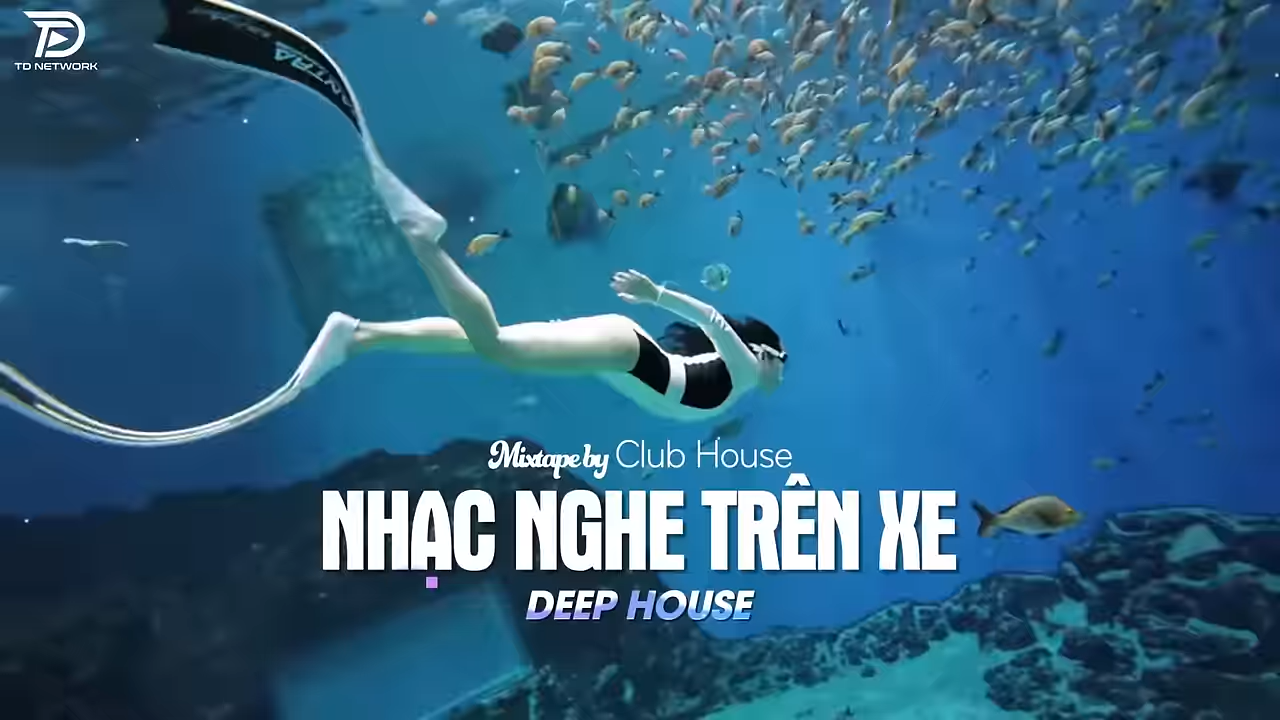 TD NETWORK
Mixtape by Club House
NHẠC NGHE TRÊN XE
DEEP HOUSE